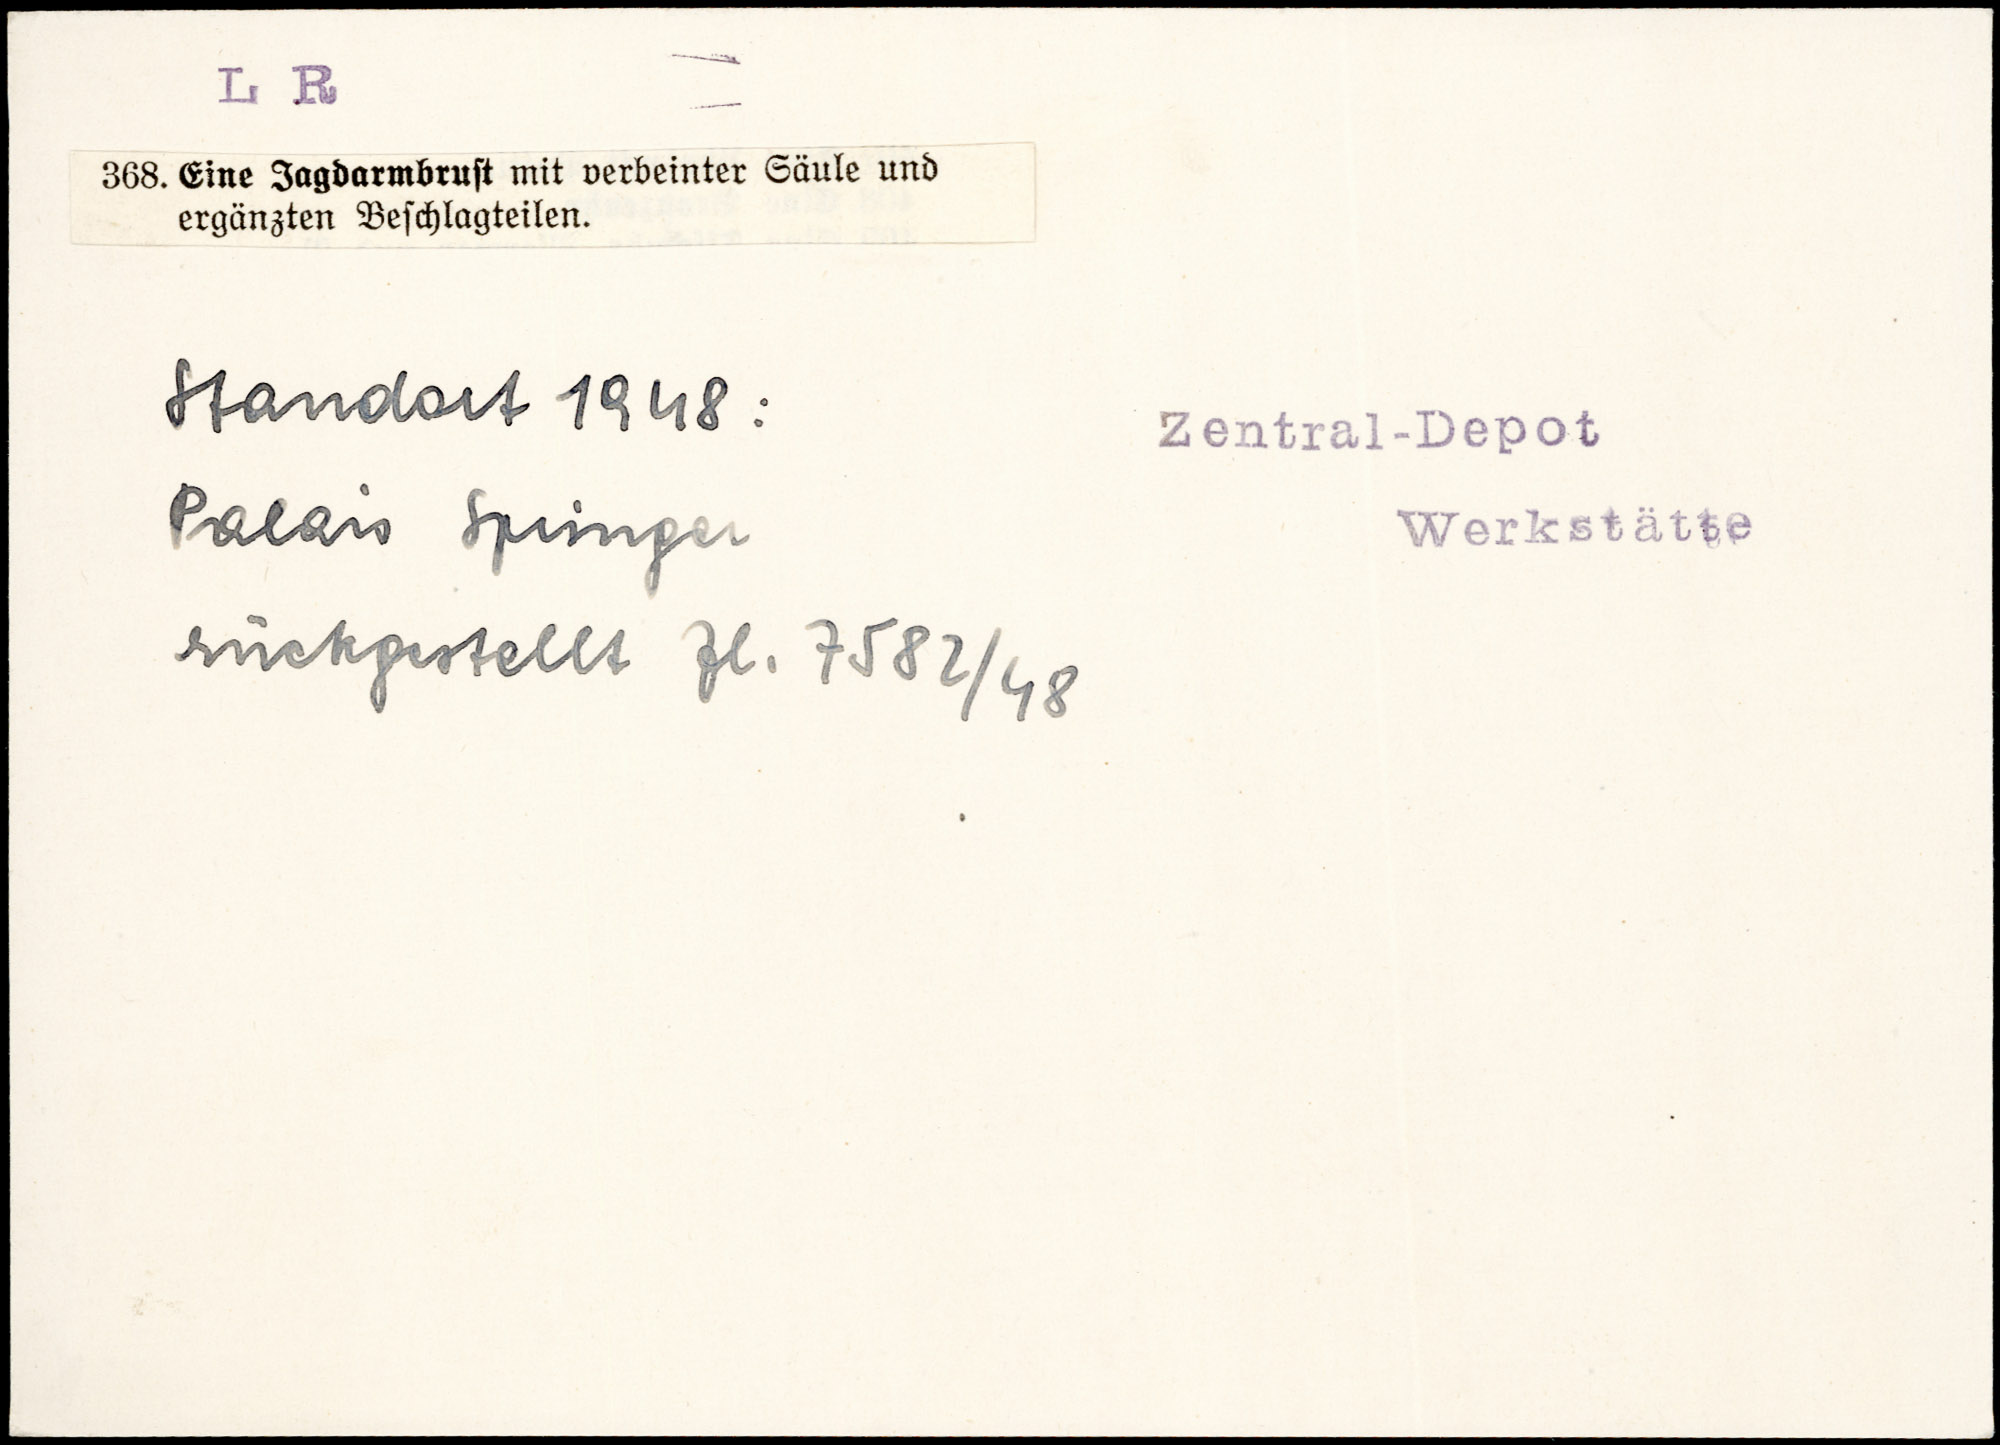 L R
368. Eine Jagdarmbrust mit verbeinter Säule und
ergänzten Beschlagteilen.
Standort 1948:
Palais Springer
rückgestellt Zl. 7582/48
Zentral-Depot
Werkstätte